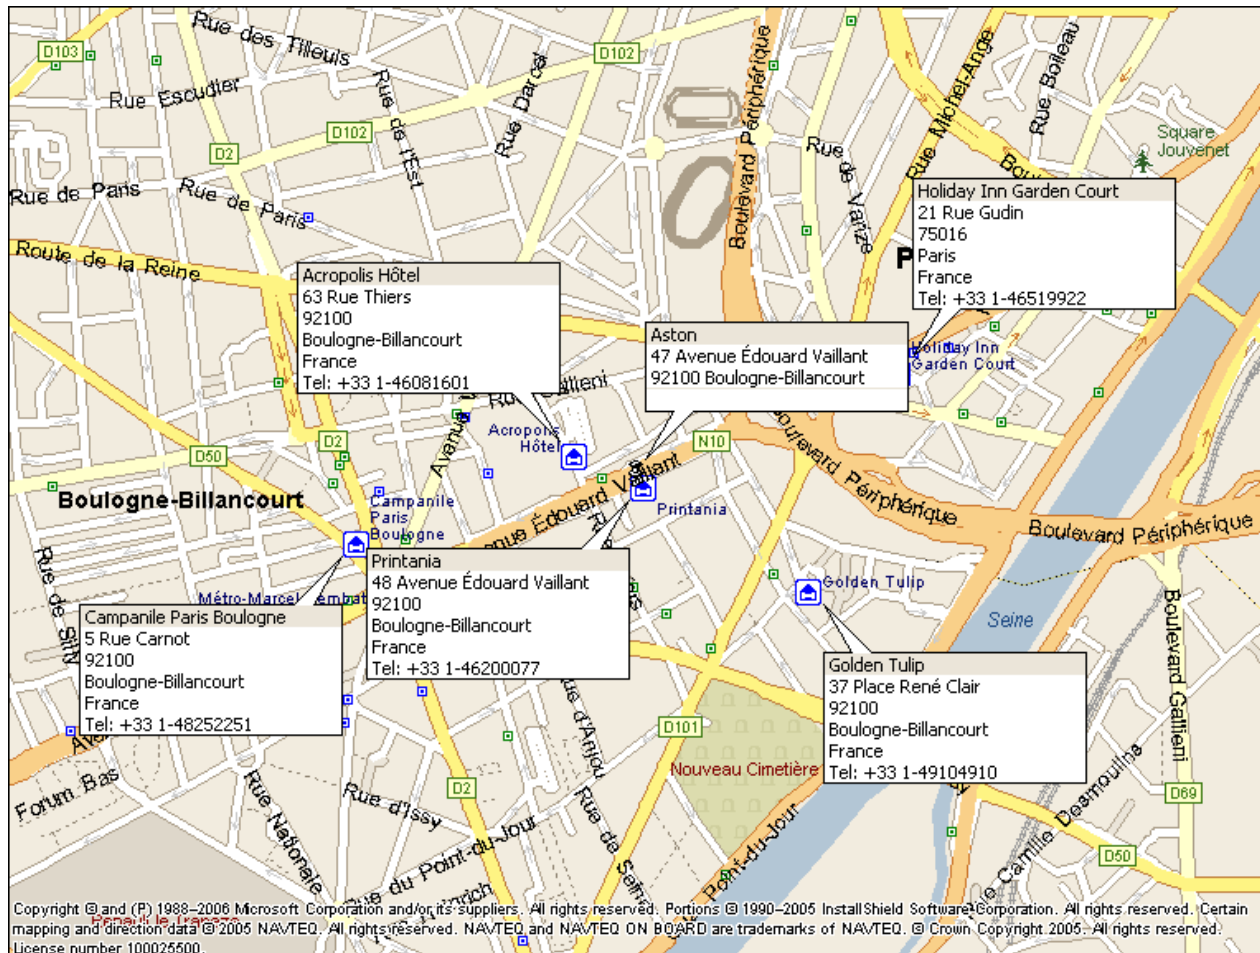 D103
Rue des Tilleuls
D102
Rue Escudier
Rue de l'Est
Rue Darcel
D102
D2
Boulevard Périphérique
Rue Michel-Ange
Rue Boileau
Square
Jouvenet
Rue de Varize
Rue de Paris
Rue de Paris
Route de la Reine
Holiday Inn Garden Court
21 Rue Gudin
75016
Paris
France
Tel: +33 1-46519922
Acropolis Hôtel
63 Rue Thiers
92100
Boulogne-Billancourt
France
Tel: +33 1-46081601
Aston
47 Avenue Édouard Vaillant
92100 Boulogne-Billancourt
Holiday Inn
Garden Court
Acropolis
Hôtel
D2
D50
N10
Boulevard Périphérique
Boulevard Périphérique
Boulogne-Billancourt
Campanile
Paris
Boulogne
Printania
Golden Tulip
Seine
Rue de Silly
Printania
48 Avenue Édouard Vaillant
92100
Boulogne-Billancourt
France
Tel: +33 1-46200077
Campanile Paris Boulogne
5 Rue Carnot
92100
Boulogne-Billancourt
France
Tel: +33 1-48252251
Golden Tulip
37 Place René Clair
92100
Boulogne-Billancourt
France
Tel: +33 1-49104910
Boulevard Gallieni
D101
Nouveau Cimetière
Forum Bas
Rue Nationale
Rue d'Issy
D2
D69
D50
Rue du Point-du-Jour
Copyright © and (P) 1988–2006 Microsoft Corporation and/or its suppliers. All rights reserved. Portions © 1990–2005 InstallShield Software Corporation. All rights reserved. Certain
mapping and direction data © 2005 NAVTEQ. All rights reserved. NAVTEQ and NAVTEQ ON BOARD are trademarks of NAVTEQ. © Crown Copyright 2005. All rights reserved.
License number 100025500.